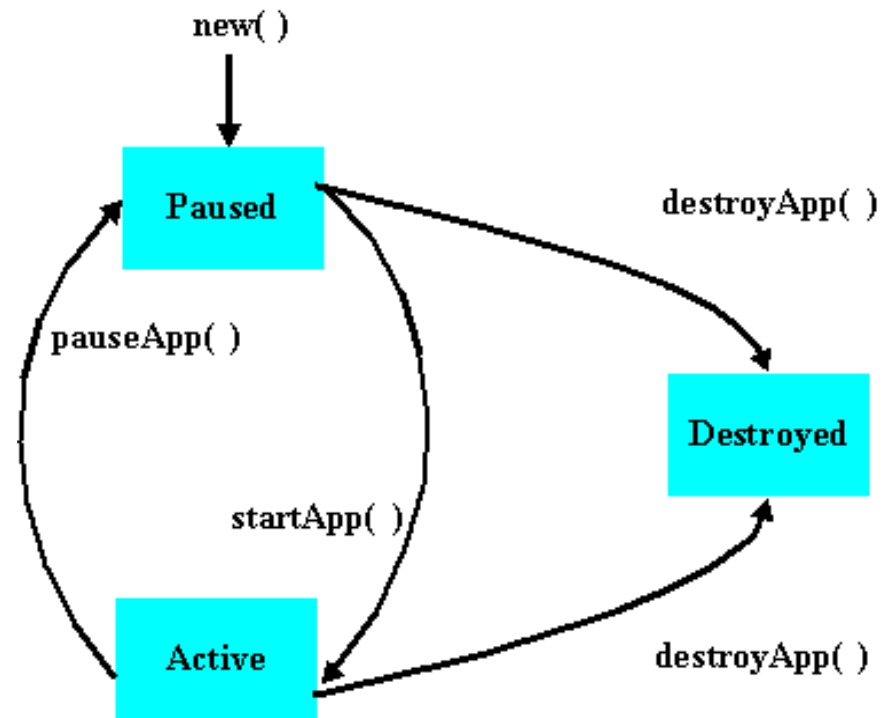 new( )
Paused
destroyApp( )
pauseApp( )
Destroyed
startApp( )
Active
destroyApp( )